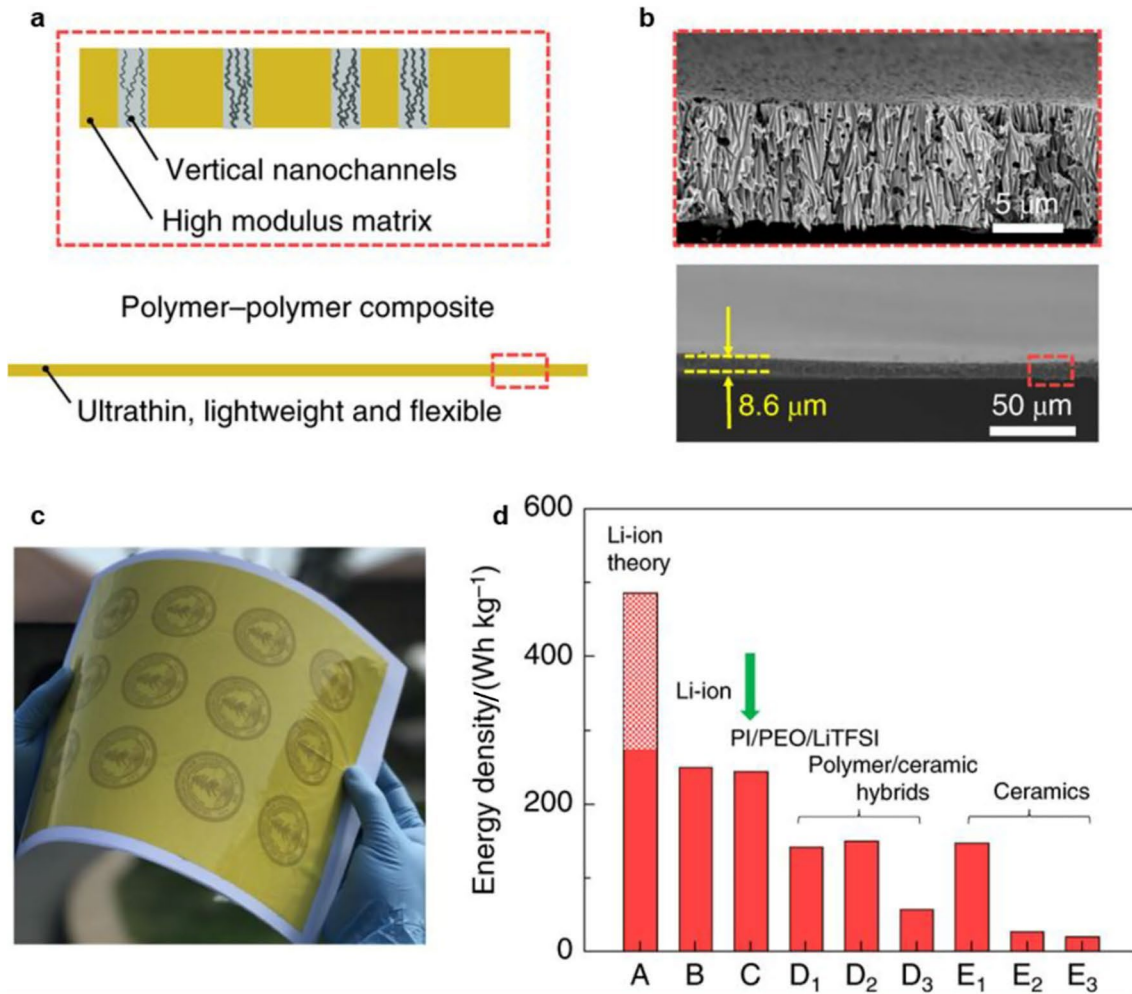 a
Vertical nanochannels
High modulus matrix
Polymer–polymer composite
Ultrathin, lightweight and flexible
b
5 μm
8.6 μm
50 μm
c
d
Energy density/(Wh kg⁻¹)
600
400
200
0
Li-ion
theory
Li-ion
PI/PEO/LiTFSI
Polymer/ceramic
hybrids
Ceramics
A B C D₁ D₂ D₃ E₁ E₂ E₃